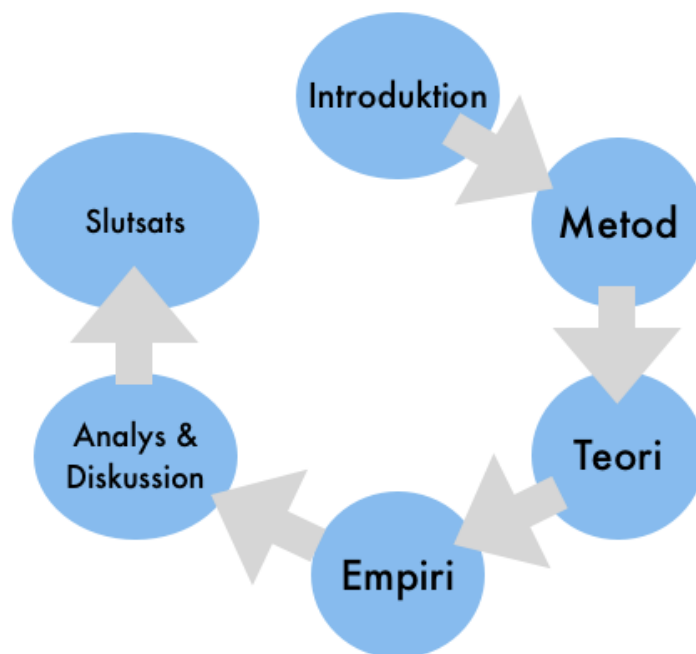 Introduktion
Metod
Teori
Empiri
Analys &
Diskussion
Slutsats